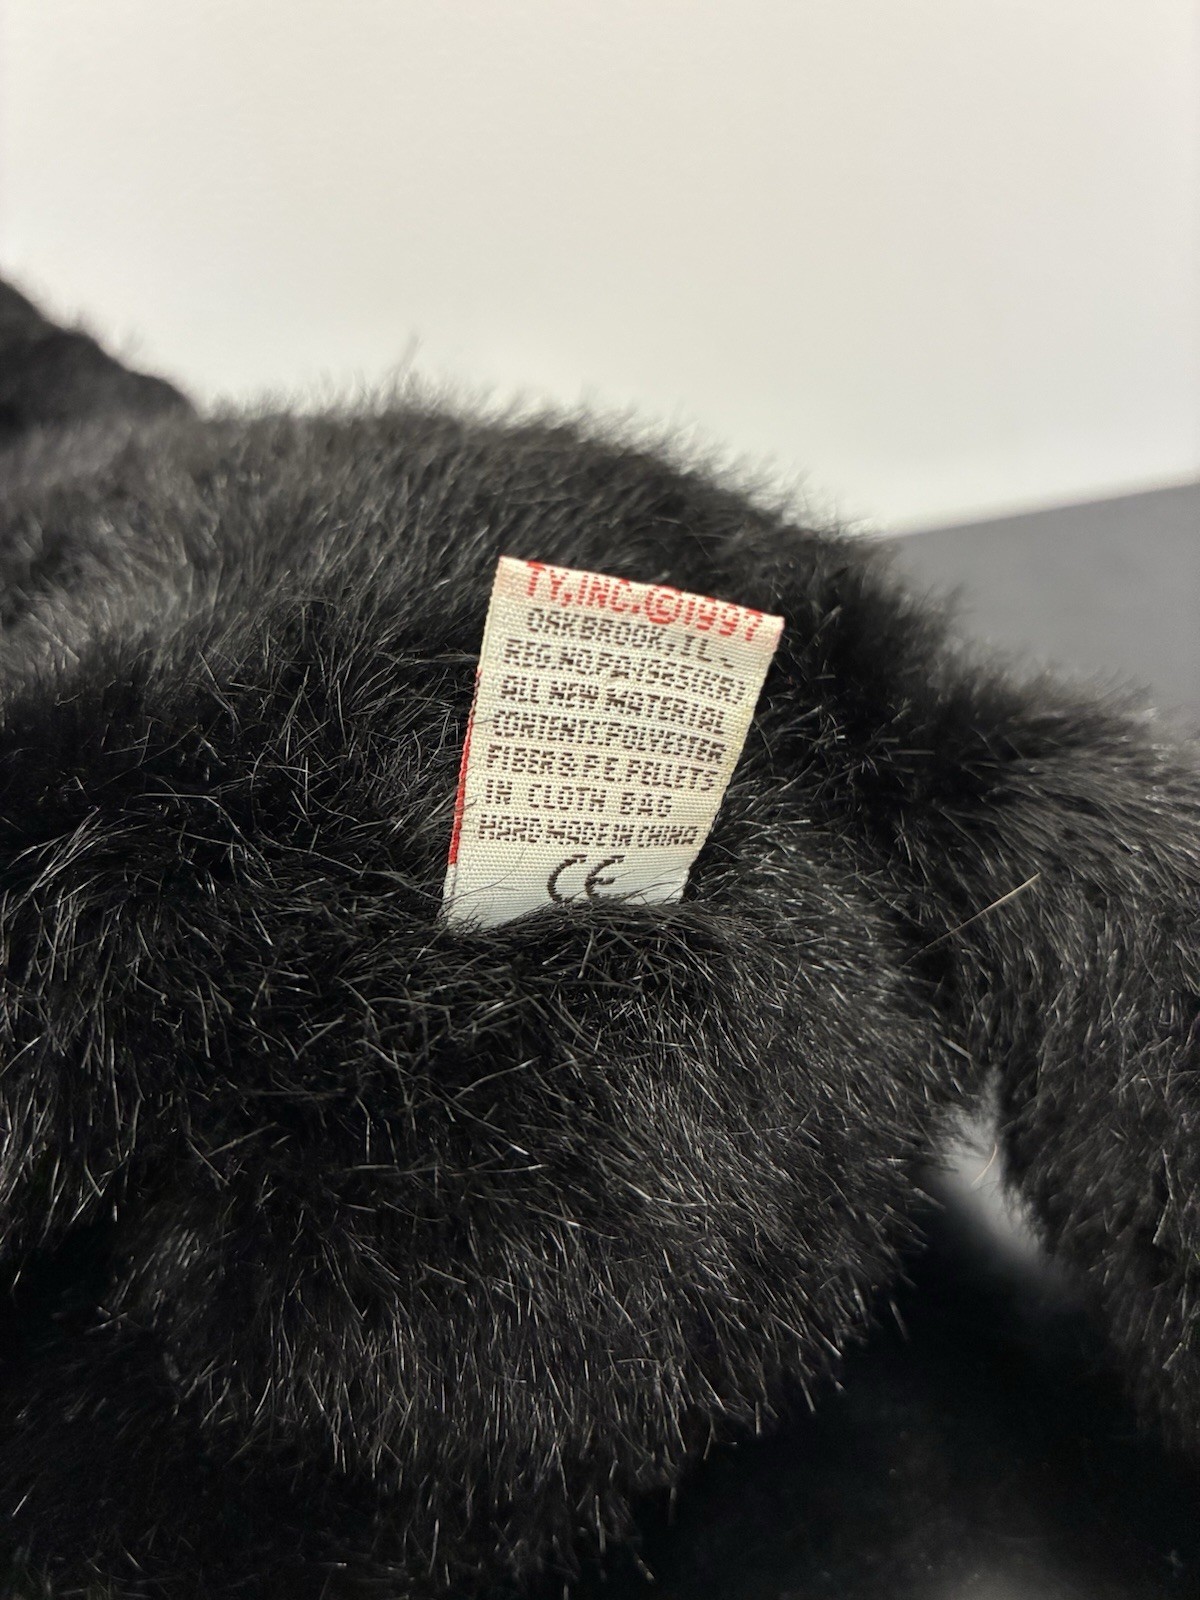 TY,INC.©1997
OAKBROOK,IL.
REG.NO.PA,1965(KR)
ALL NEW MATERIAL
CONTENTS:POLYESTER
FIBER&P.E.PELLETS
IN CLOTH BAG
HAND MADE IN CHINA
CE